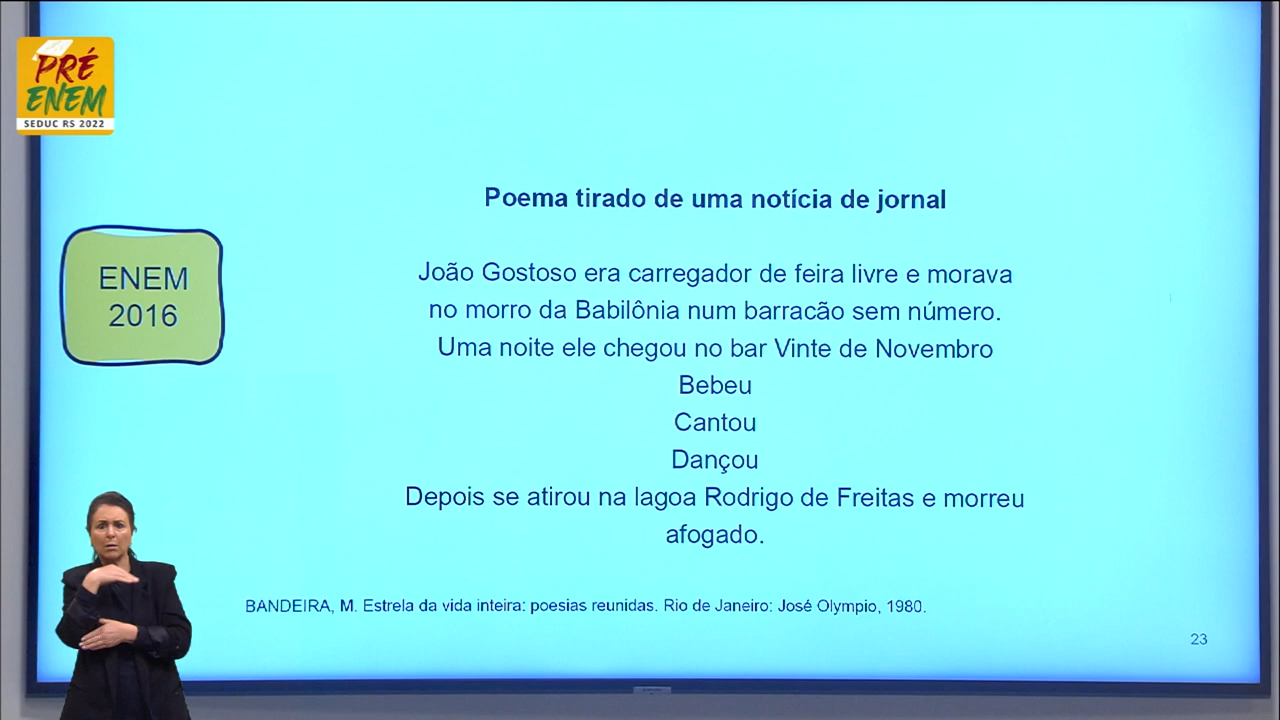 PRÉ
ENEM
SEDUC RS 2022
Poema tirado de uma notícia de jornal
ENEM
2016
João Gostoso era carregador de feira livre e morava
no morro da Babilônia num barracão sem número.
Uma noite ele chegou no bar Vinte de Novembro
Bebeu
Cantou
Dançou
Depois se atirou na lagoa Rodrigo de Freitas e morreu
afogado.
BANDEIRA, M. Estrela da vida inteira: poesias reunidas. Rio de Janeiro: José Olympio, 1980.
23